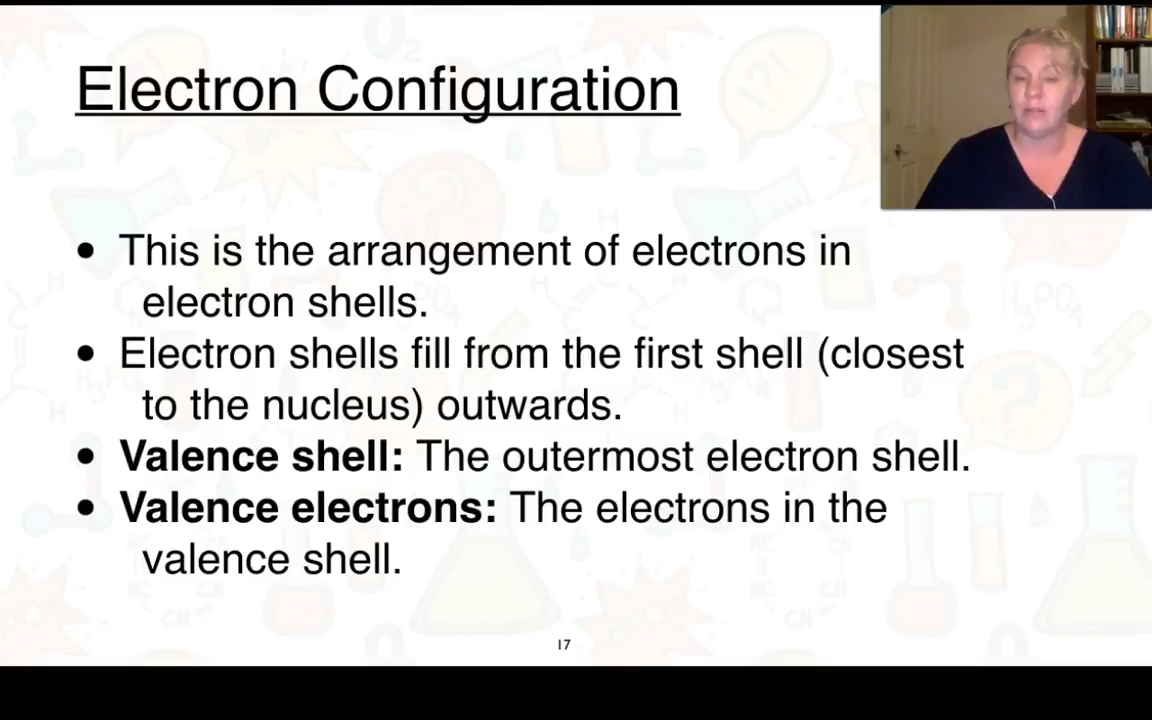 Electron Configuration
• This is the arrangement of electrons in
electron shells.
• Electron shells fill from the first shell (closest
to the nucleus) outwards.
• Valence shell: The outermost electron shell.
• Valence electrons: The electrons in the
valence shell.
17
O₂
H₃PO₄